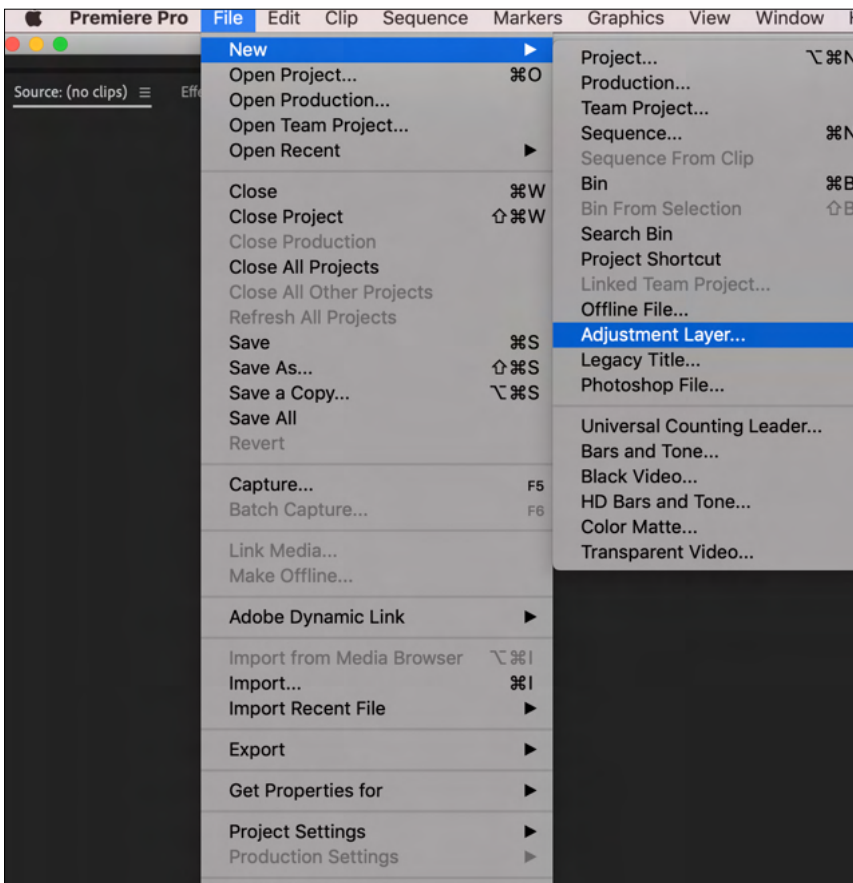 Premiere Pro File Edit Clip Sequence Markers Graphics View Window
Source: (no clips)
New
Open Project... ⌘O
Open Production...
Open Team Project...
Open Recent
Close ⌘W
Close Project ⇧⌘W
Close Production
Close All Projects
Close All Other Projects
Refresh All Projects
Save ⌘S
Save As... ⇧⌘S
Save a Copy... ⌥⌘S
Save All
Revert
Capture... F5
Batch Capture... F6
Link Media...
Make Offline...
Adobe Dynamic Link
Import from Media Browser ⌥⌘I
Import... ⌘I
Import Recent File
Export
Get Properties for
Project Settings
Production Settings
Project... ⌥⌘N
Production...
Team Project...
Sequence... ⌘N
Sequence From Clip
Bin ⌘B
Bin From Selection ⇧B
Search Bin
Project Shortcut
Linked Team Project...
Offline File...
Adjustment Layer...
Legacy Title...
Photoshop File...
Universal Counting Leader...
Bars and Tone...
Black Video...
HD Bars and Tone...
Color Matte...
Transparent Video...